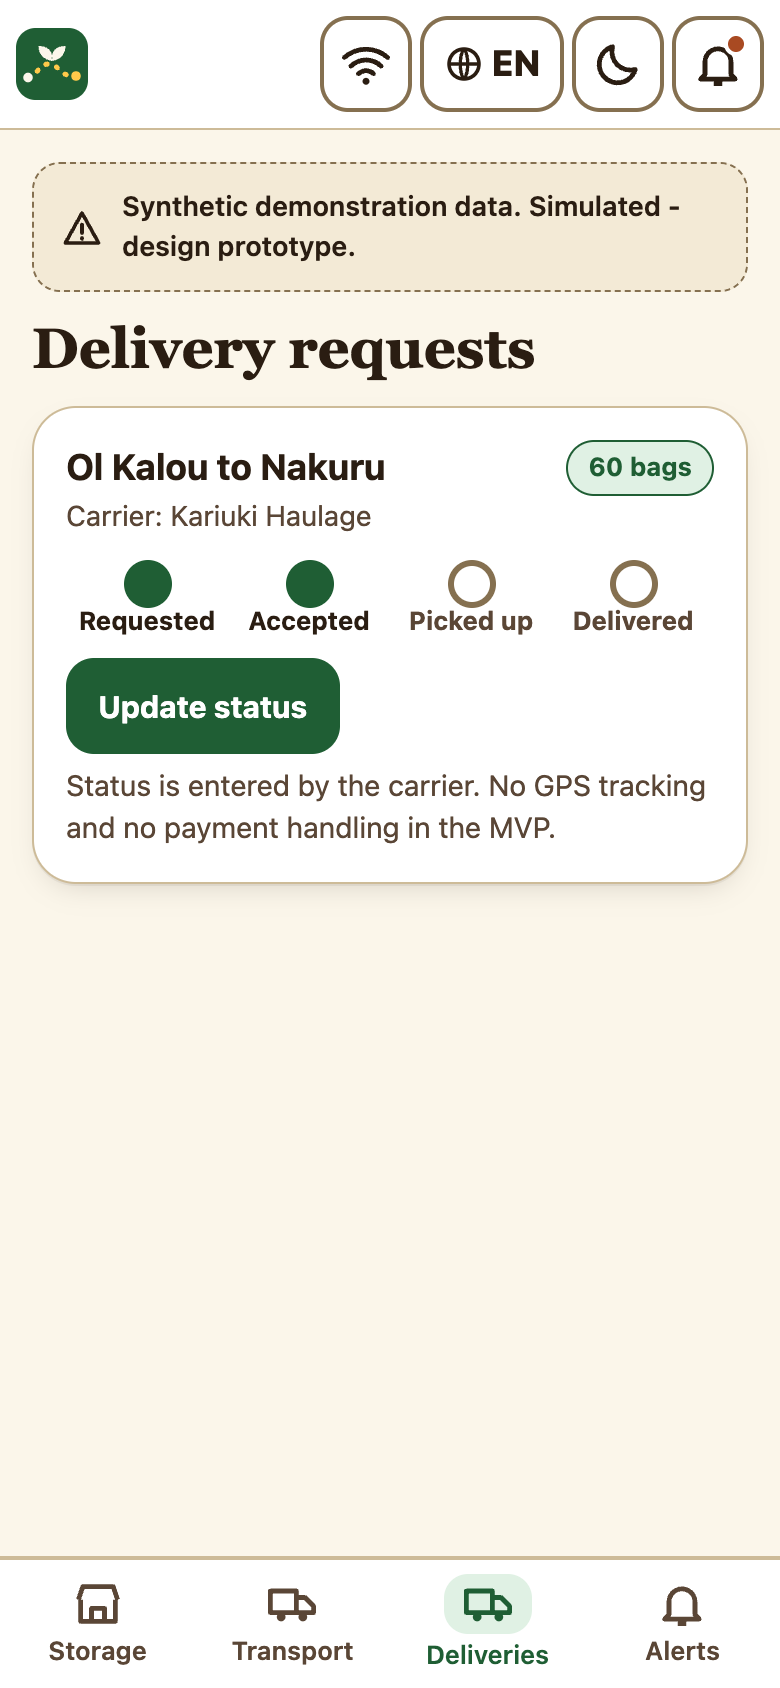 EN
Synthetic demonstration data. Simulated -
design prototype.
Delivery requests
Ol Kalou to Nakuru
60 bags
Carrier: Kariuki Haulage
Requested
Accepted
Picked up
Delivered
Update status
Status is entered by the carrier. No GPS tracking
and no payment handling in the MVP.
Storage
Transport
Deliveries
Alerts